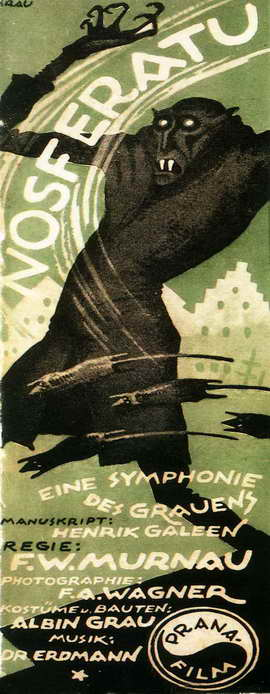 GRAU
NOSFERATU
EINE SYMPHONIE
DES GRAUENS
MANUSKRIPT:
HENRIK GALEEN
REGIE:
F.W.MURNAU
PHOTOGRAPHIE:
F.A.WAGNER
KOSTÜME U. BAUTEN:
ALBIN GRAU
MUSIK:
DR ERDMANN
PRANA-
FILM